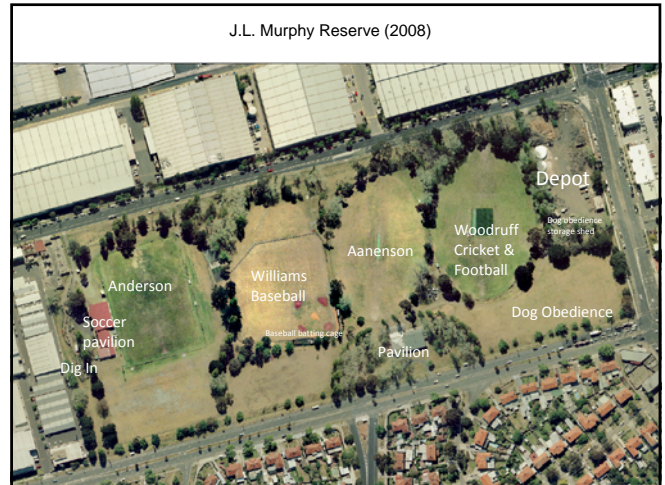 J.L. Murphy Reserve (2008)
Depot
Dog obedience
storage shed
Woodruff
Cricket &
Football
Aanenson
Williams
Baseball
Anderson
Dog Obedience
Soccer
pavilion
Baseball batting cage
Pavilion
Dig In